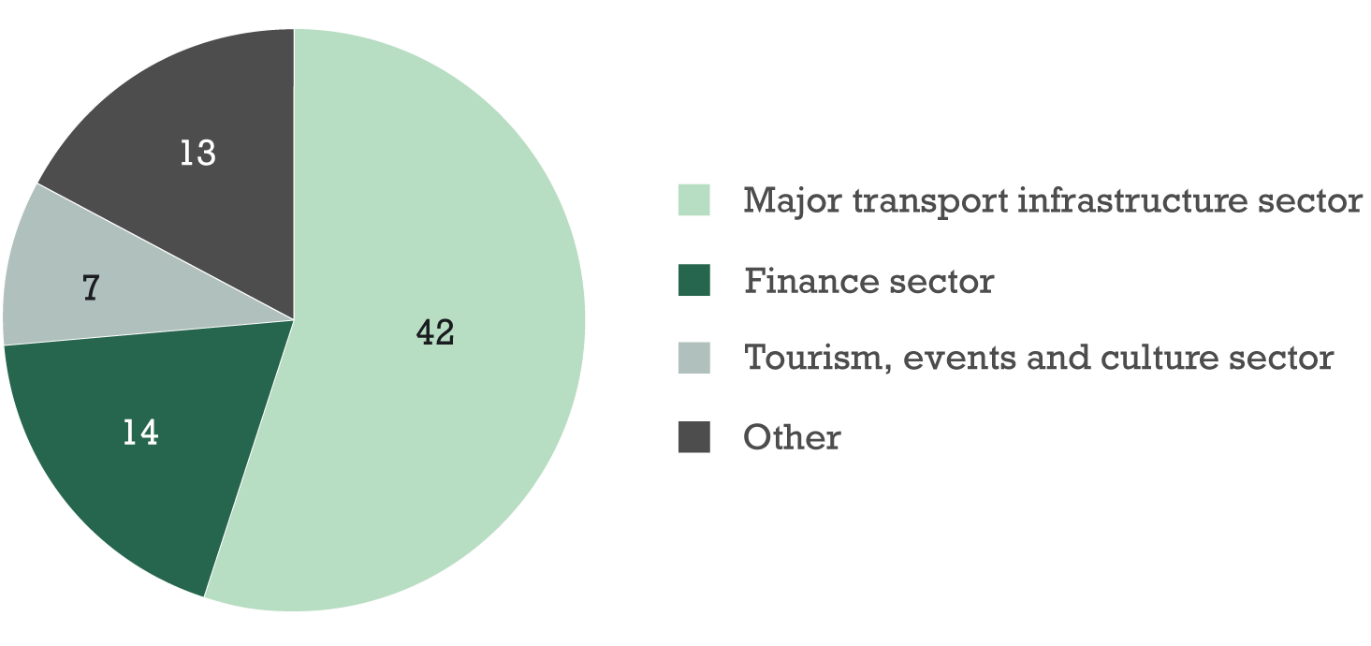 13
7
42
14
Major transport infrastructure sector
Finance sector
Tourism, events and culture sector
Other